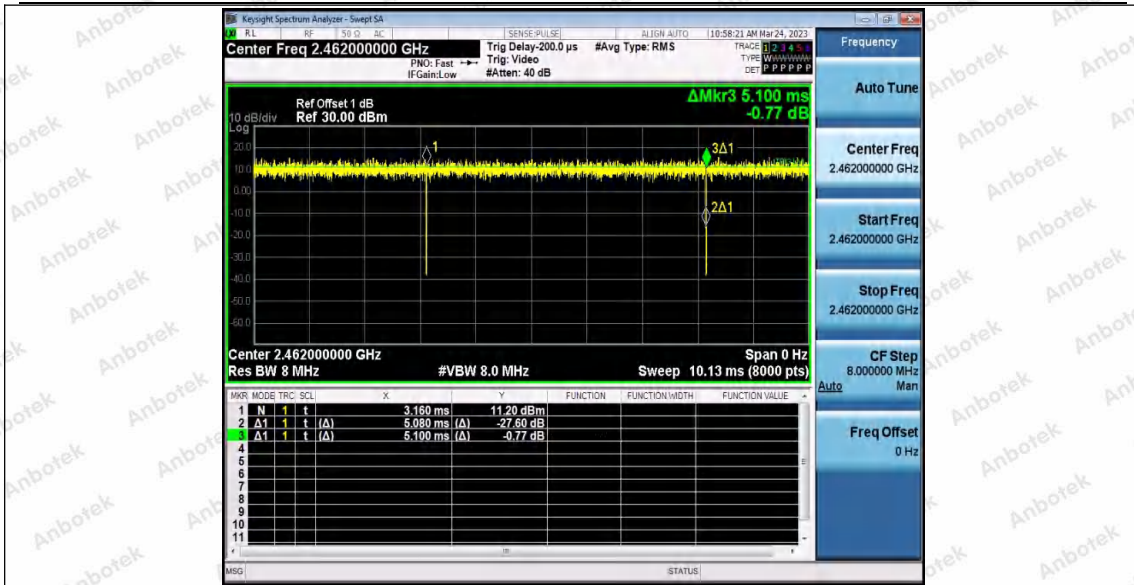 Keysight Spectrum Analyzer - Swept SA
RL RF 50 Ω AC SENSE:PULSE ALIGN AUTO 10:58:21 AM Mar 24, 2023
Center Freq 2.462000000 GHz
PNO: Fast
IFGain:Low
Trig Delay-200.0 µs
Trig: Video
#Atten: 40 dB
#Avg Type: RMS
TRACE 1 2 3 4 5 6
TYPE W
DET P P P P P P
ΔMkr3 5.100 ms
-0.77 dB
Ref Offset 1 dB
10 dB/div Ref 30.00 dBm
Log
20.0
10.0
0.00
-10.0
-20.0
-30.0
-40.0
-50.0
-60.0
1
3Δ1
2Δ1
Center 2.462000000 GHz Span 0 Hz
Res BW 8 MHz #VBW 8.0 MHz Sweep 10.13 ms (8000 pts)
MKR MODE TRC SCL X Y FUNCTION FUNCTION WIDTH FUNCTION VALUE
1 N 1 t 3.160 ms 11.20 dBm
2 Δ1 1 t (Δ) 5.080 ms (Δ) -27.60 dB
3 Δ1 1 t (Δ) 5.100 ms (Δ) -0.77 dB
4
5
6
7
8
9
10
11
MSG STATUS
Frequency
Auto Tune
Center Freq
2.462000000 GHz
Start Freq
2.462000000 GHz
Stop Freq
2.462000000 GHz
CF Step
8.000000 MHz
Auto Man
Freq Offset
0 Hz
Anbotek